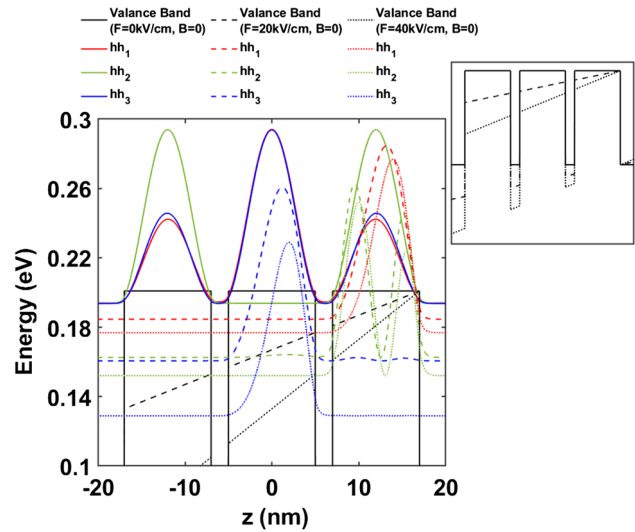 Valance Band Valance Band Valance Band
(F=0kV/cm, B=0) (F=20kV/cm, B=0) (F=40kV/cm, B=0)
hh1 hh1 hh1
hh2 hh2 hh2
hh3 hh3 hh3
0.3
0.26
0.22
0.18
0.14
0.1
Energy (eV)
-20 -10 0 10 20
z (nm)